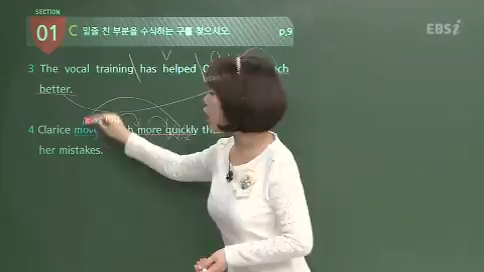 SECTION
01 C 밑줄 친 부분을 수식하는 구를 찾으시오. p.9
EBSi
3 The vocal training has helped
better.
4 Clarice more quickly
her mistakes.